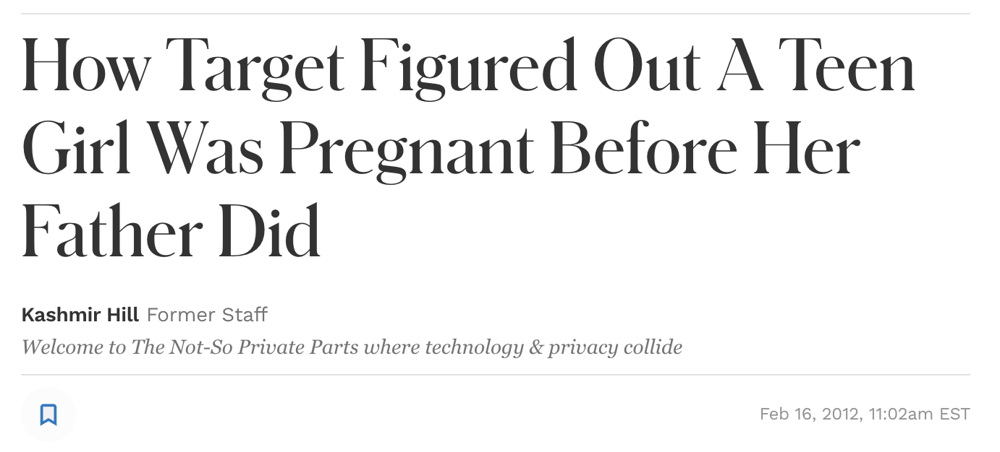 How Target Figured Out A Teen
Girl Was Pregnant Before Her
Father Did
Kashmir Hill Former Staff
Welcome to The Not-So Private Parts where technology & privacy collide
Feb 16, 2012, 11:02am EST